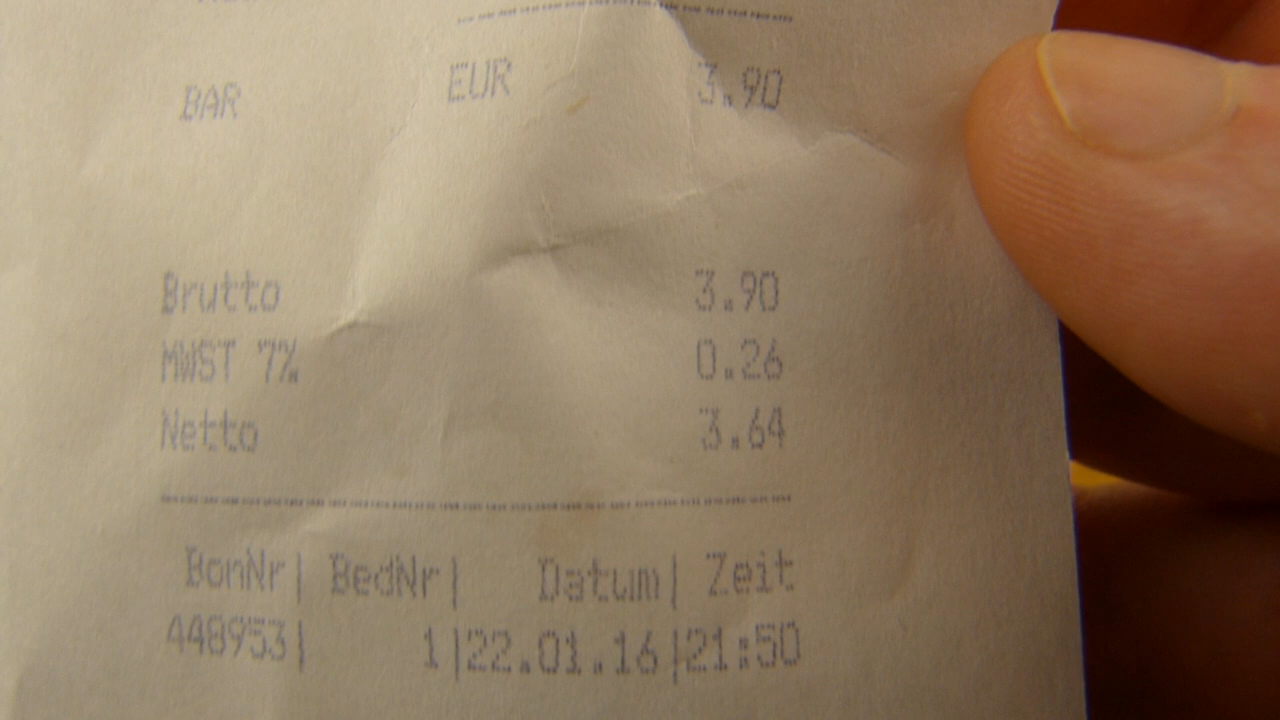 BAR EUR 3.90
Brutto 3.90
MWST 7% 0.26
Netto 3.64
BonNr| BedNr| Datum| Zeit
448953| 1|22.01.16|21:50